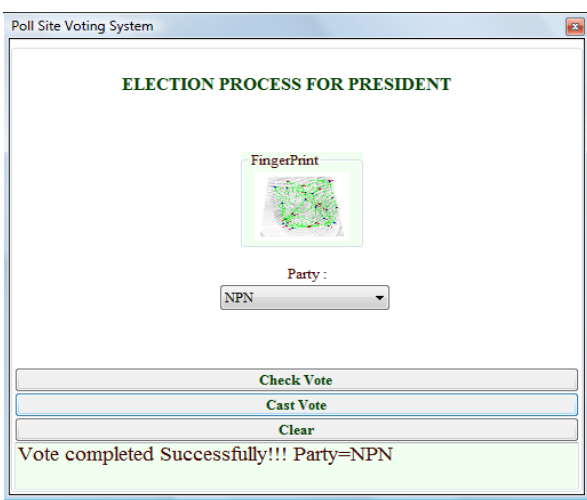 Poll Site Voting System
ELECTION PROCESS FOR PRESIDENT
FingerPrint
Party :
NPN
Check Vote
Cast Vote
Clear
Vote completed Successfully!!! Party=NPN